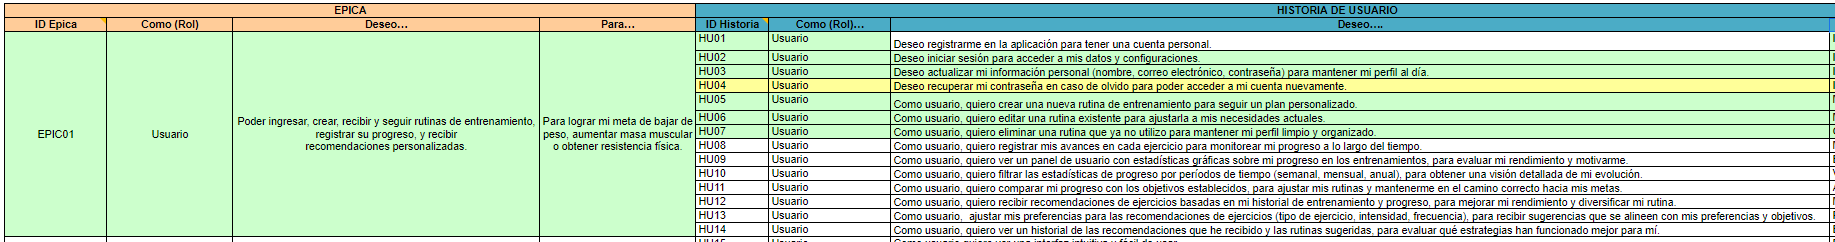 EPICA
HISTORIA DE USUARIO
ID Epica Como (Rol) Deseo... Para... ID Historia Como (Rol)... Deseo....
EPIC01 Usuario
Poder ingresar, crear, recibir y seguir rutinas de entrenamiento,
registrar su progreso, y recibir
recomendaciones personalizadas.
Para lograr mi meta de bajar de
peso, aumentar masa muscular
o obtener resistencia física.
HU01 Usuario Deseo registrarme en la aplicación para tener una cuenta personal.
HU02 Usuario Deseo iniciar sesión para acceder a mis datos y configuraciones.
HU03 Usuario Deseo actualizar mi información personal (nombre, correo electrónico, contraseña) para mantener mi perfil al día.
HU04 Usuario Deseo recuperar mi contraseña en caso de olvido para poder acceder a mi cuenta nuevamente.
HU05 Usuario Como usuario, quiero crear una nueva rutina de entrenamiento para seguir un plan personalizado.
HU06 Usuario Como usuario, quiero editar una rutina existente para ajustarla a mis necesidades actuales.
HU07 Usuario Como usuario, quiero eliminar una rutina que ya no utilizo para mantener mi perfil limpio y organizado.
HU08 Usuario Como usuario, quiero registrar mis avances en cada ejercicio para monitorear mi progreso a lo largo del tiempo.
HU09 Usuario Como usuario, quiero ver un panel de usuario con estadísticas gráficas sobre mi progreso en los entrenamientos, para evaluar mi rendimiento y motivarme.
HU10 Usuario Como usuario, quiero filtrar las estadísticas de progreso por períodos de tiempo (semanal, mensual, anual), para obtener una visión detallada de mi evolución.
HU11 Usuario Como usuario, quiero comparar mi progreso con los objetivos establecidos, para ajustar mis rutinas y mantenerme en el camino correcto hacia mis metas.
HU12 Usuario Como usuario, quiero recibir recomendaciones de ejercicios basadas en mi historial de entrenamiento y progreso, para mejorar mi rendimiento y diversificar mi rutina.
HU13 Usuario Como usuario, ajustar mis preferencias para las recomendaciones de ejercicios (tipo de ejercicio, intensidad, frecuencia), para recibir sugerencias que se alineen con mis preferencias y objetivos.
HU14 Usuario Como usuario, quiero ver un historial de las recomendaciones que he recibido y las rutinas sugeridas, para evaluar qué estrategias han funcionado mejor para mí.